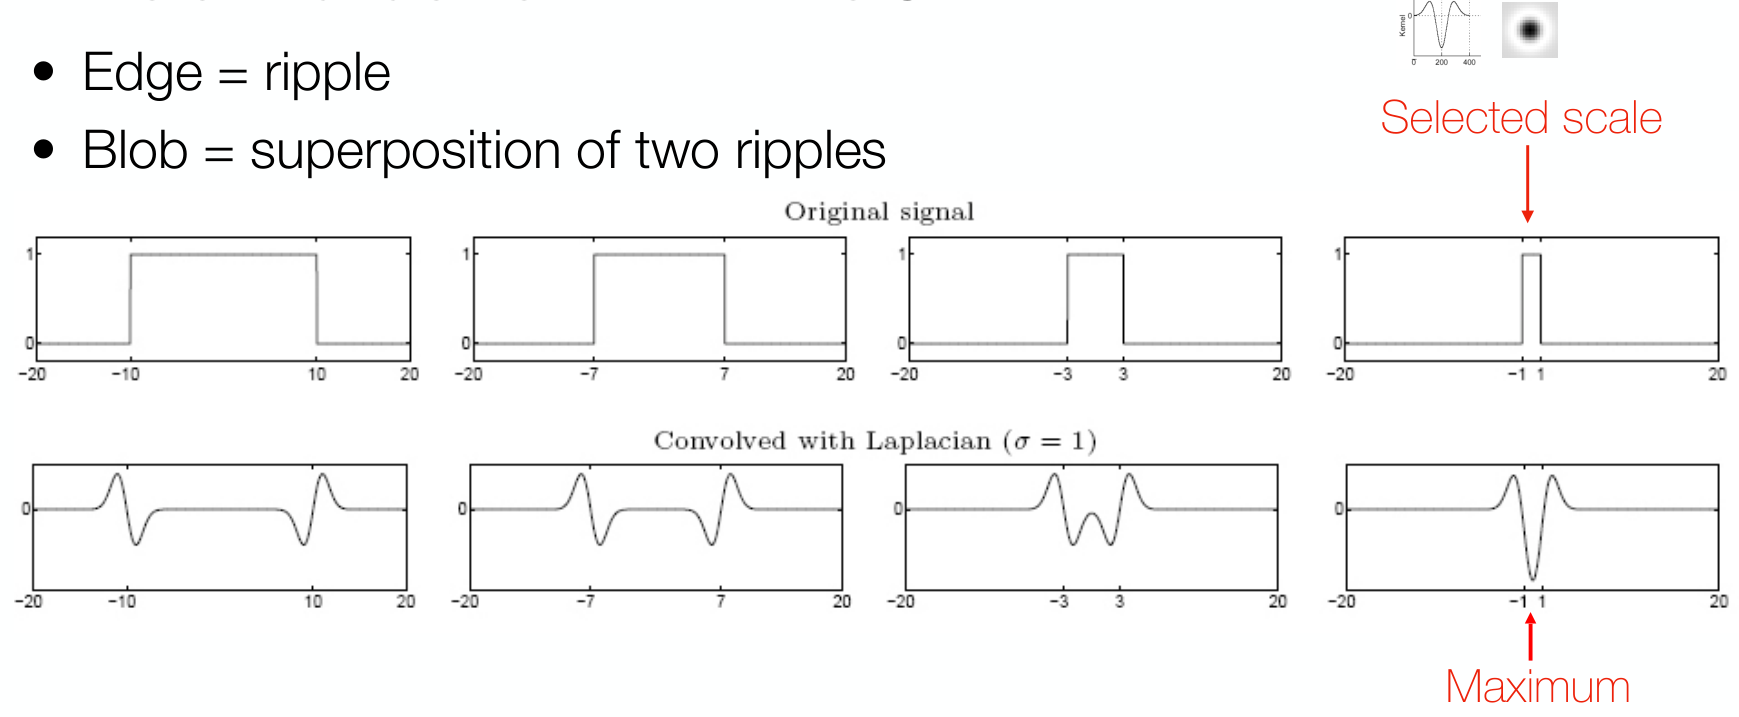 Kernel
0
0 200 400
• Edge = ripple
• Blob = superposition of two ripples
Selected scale
Original signal
1 1 1 1
0 0 0 0
−20 −10 10 20 −20 −7 7 20 −20 −3 3 20 −20 −1 1 20
Convolved with Laplacian (σ = 1)
0 0 0 0
−20 −10 10 20 −20 −7 7 20 −20 −3 3 20 −20 −1 1 20
Maximum